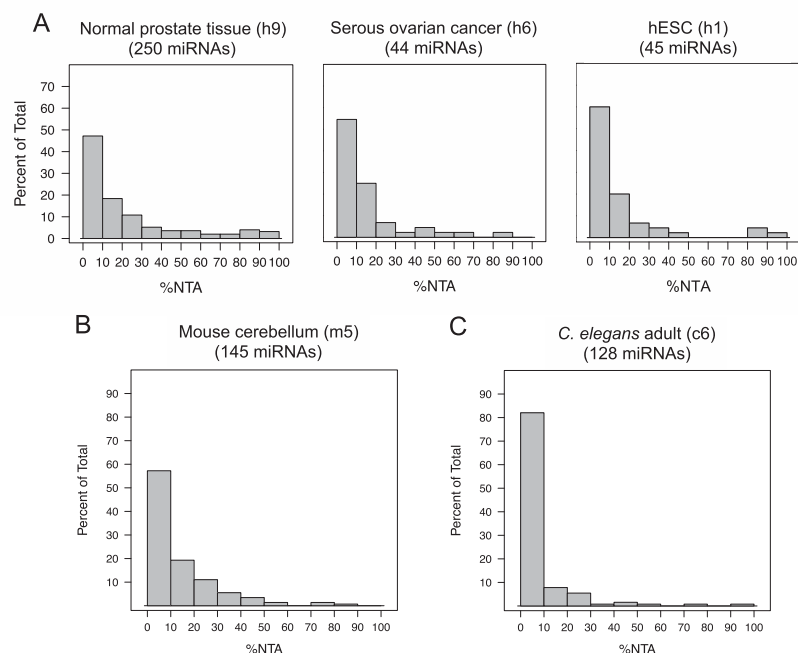 A
Normal prostate tissue (h9)
(250 miRNAs)
Serous ovarian cancer (h6)
(44 miRNAs)
hESC (h1)
(45 miRNAs)
Percent of Total
70
60
50
40
30
20
10
0
0 10 20 30 40 50 60 70 80 90 100
0 10 20 30 40 50 60 70 80 90 100
0 10 20 30 40 50 60 70 80 90 100
%NTA
%NTA
%NTA
B
Mouse cerebellum (m5)
(145 miRNAs)
Percent of Total
90
80
70
60
50
40
30
20
10
0 10 20 30 40 50 60 70 80 90 100
%NTA
C
C. elegans adult (c6)
(128 miRNAs)
Percent of Total
90
80
70
60
50
40
30
20
10
0 10 20 30 40 50 60 70 80 90 100
%NTA